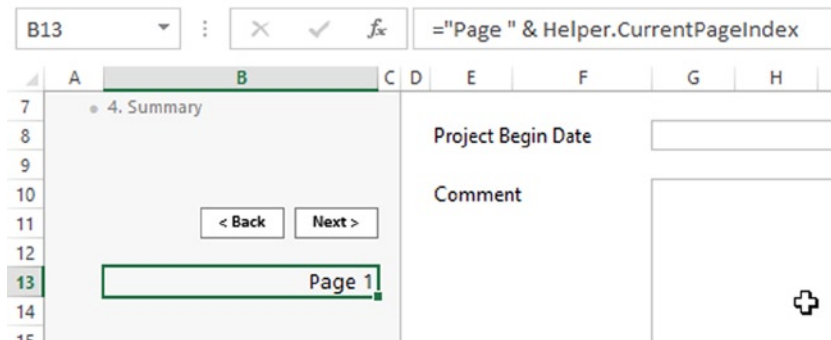 B13 fx ="Page " & Helper.CurrentPageIndex
A B C D E F G H
7 4. Summary
8 Project Begin Date
9
10 Comment
11 < Back Next >
12
13 Page 1
14
15